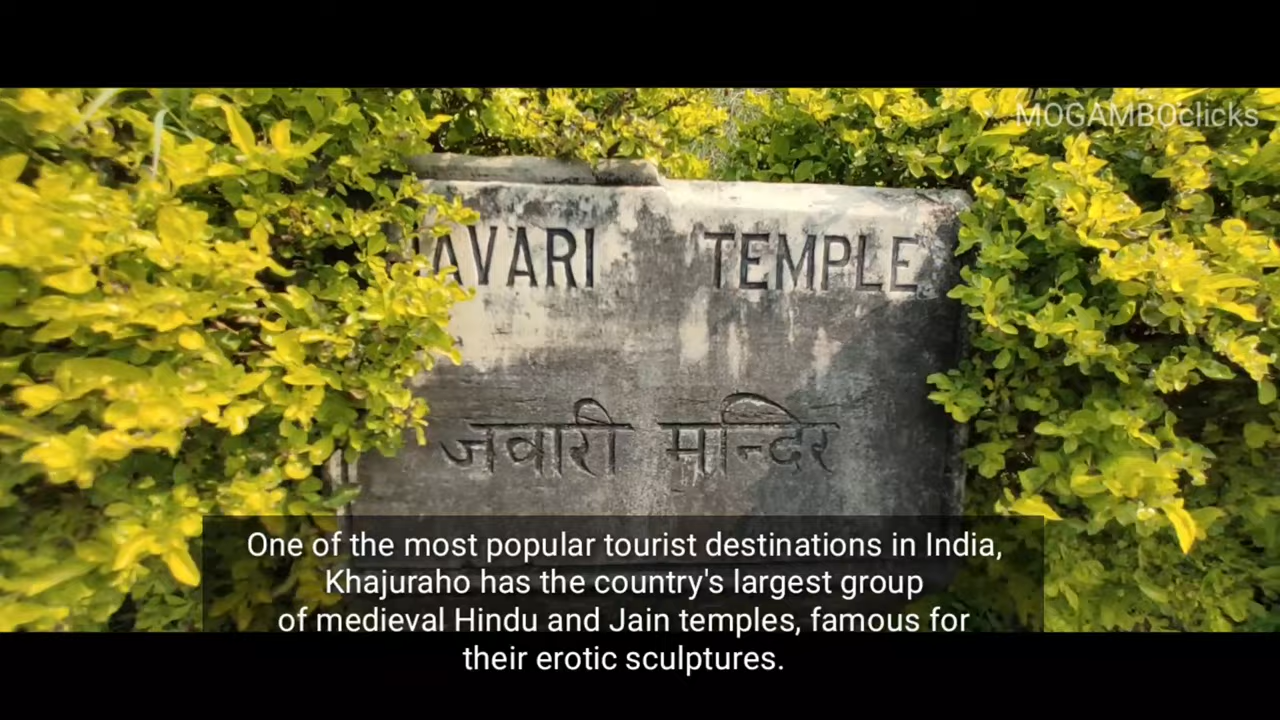 MOGAMBOclicks
JAVARI TEMPLE
जवारी मन्दिर
One of the most popular tourist destinations in India,
Khajuraho has the country's largest group
of medieval Hindu and Jain temples, famous for
their erotic sculptures.